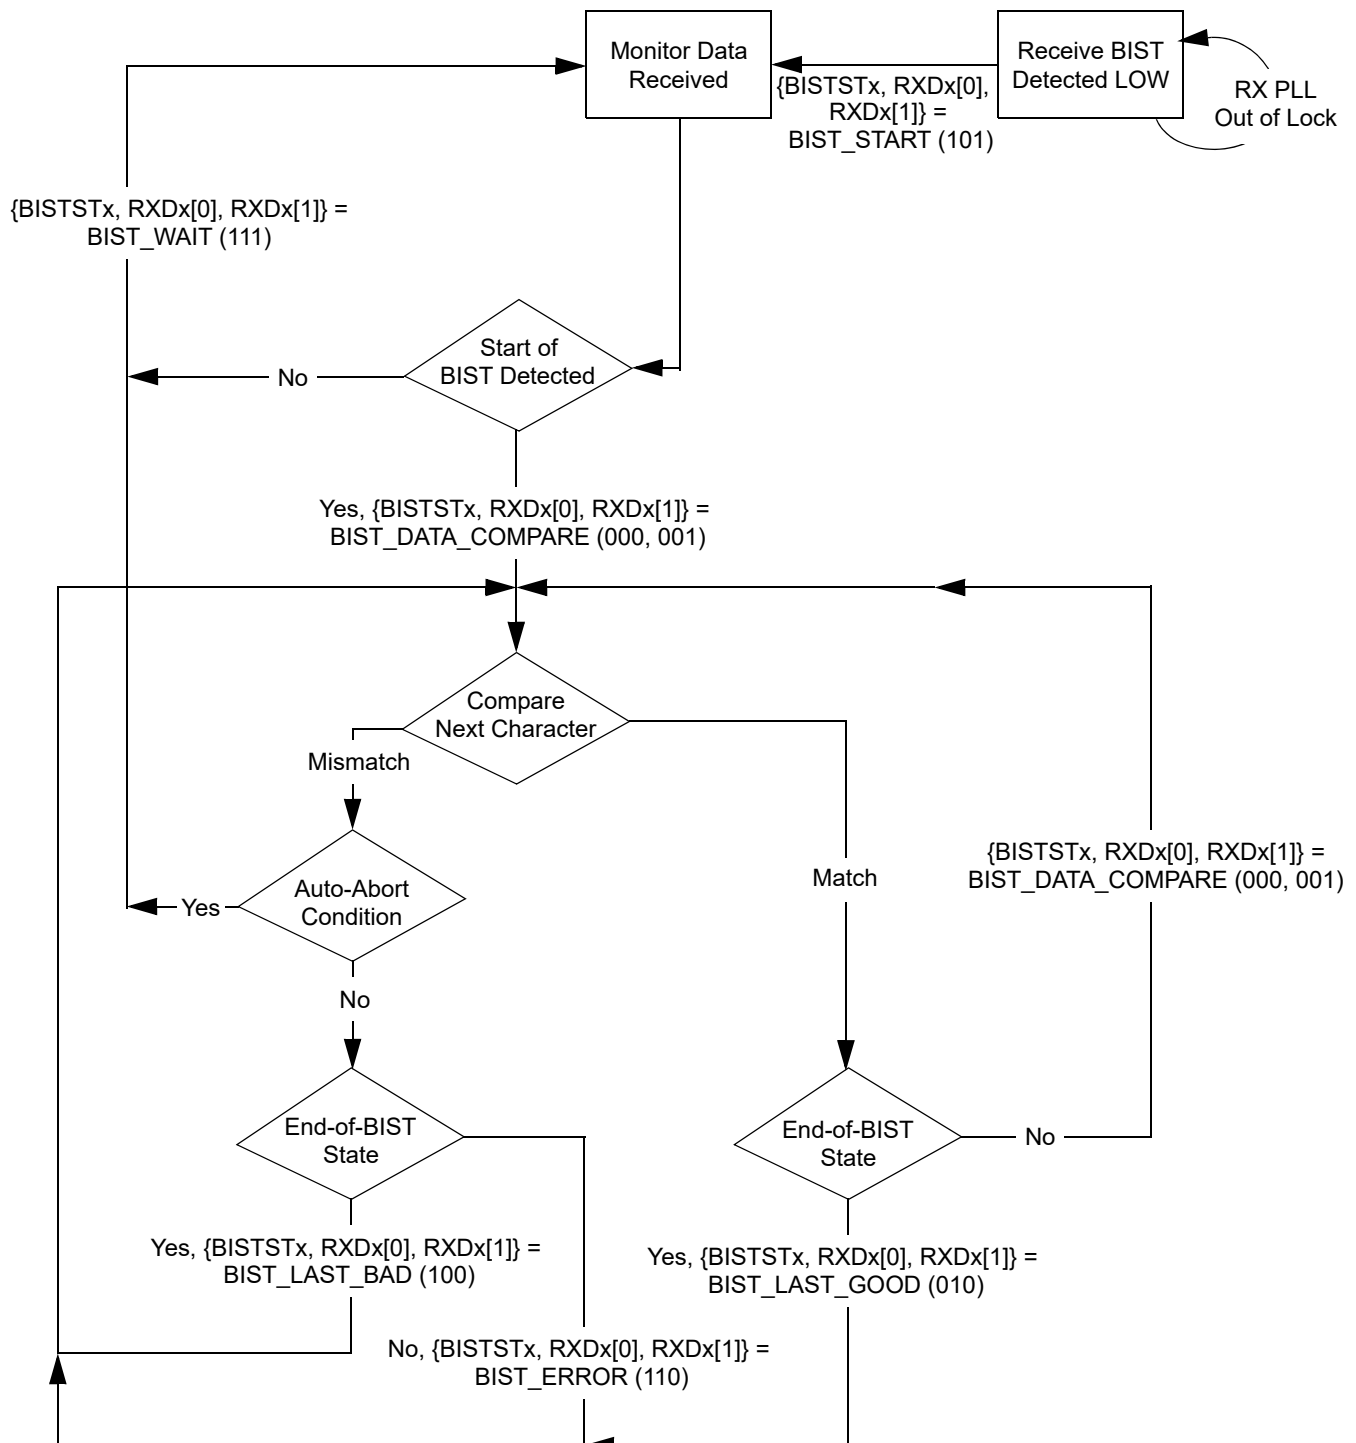 Monitor Data
Received
Receive BIST
Detected LOW
RX PLL
Out of Lock
{BISTSTx, RXDx[0],
RXDx[1]} =
BIST_START (101)
{BISTSTx, RXDx[0], RXDx[1]} =
BIST_WAIT (111)
Start of
BIST Detected
No
Yes, {BISTSTx, RXDx[0], RXDx[1]} =
BIST_DATA_COMPARE (000, 001)
Compare
Next Character
Mismatch
Match
{BISTSTx, RXDx[0], RXDx[1]} =
BIST_DATA_COMPARE (000, 001)
Auto-Abort
Condition
Yes
No
End-of-BIST
State
End-of-BIST
State
No
Yes, {BISTSTx, RXDx[0], RXDx[1]} =
BIST_LAST_BAD (100)
Yes, {BISTSTx, RXDx[0], RXDx[1]} =
BIST_LAST_GOOD (010)
No, {BISTSTx, RXDx[0], RXDx[1]} =
BIST_ERROR (110)